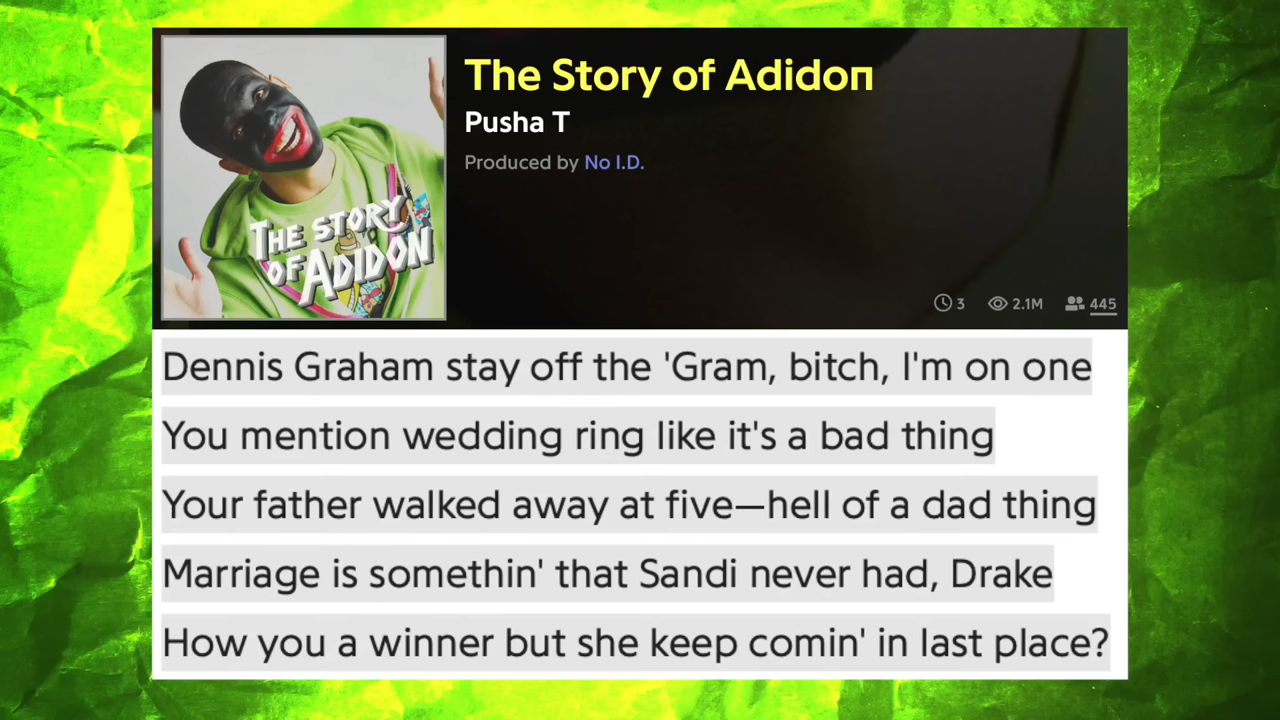 The Story of Adidon
Pusha T
Produced by No I.D.
THE STORY
OF ADIDON
3 2.1M 445
Dennis Graham stay off the 'Gram, bitch, I'm on one
You mention wedding ring like it's a bad thing
Your father walked away at five—hell of a dad thing
Marriage is somethin' that Sandi never had, Drake
How you a winner but she keep comin' in last place?